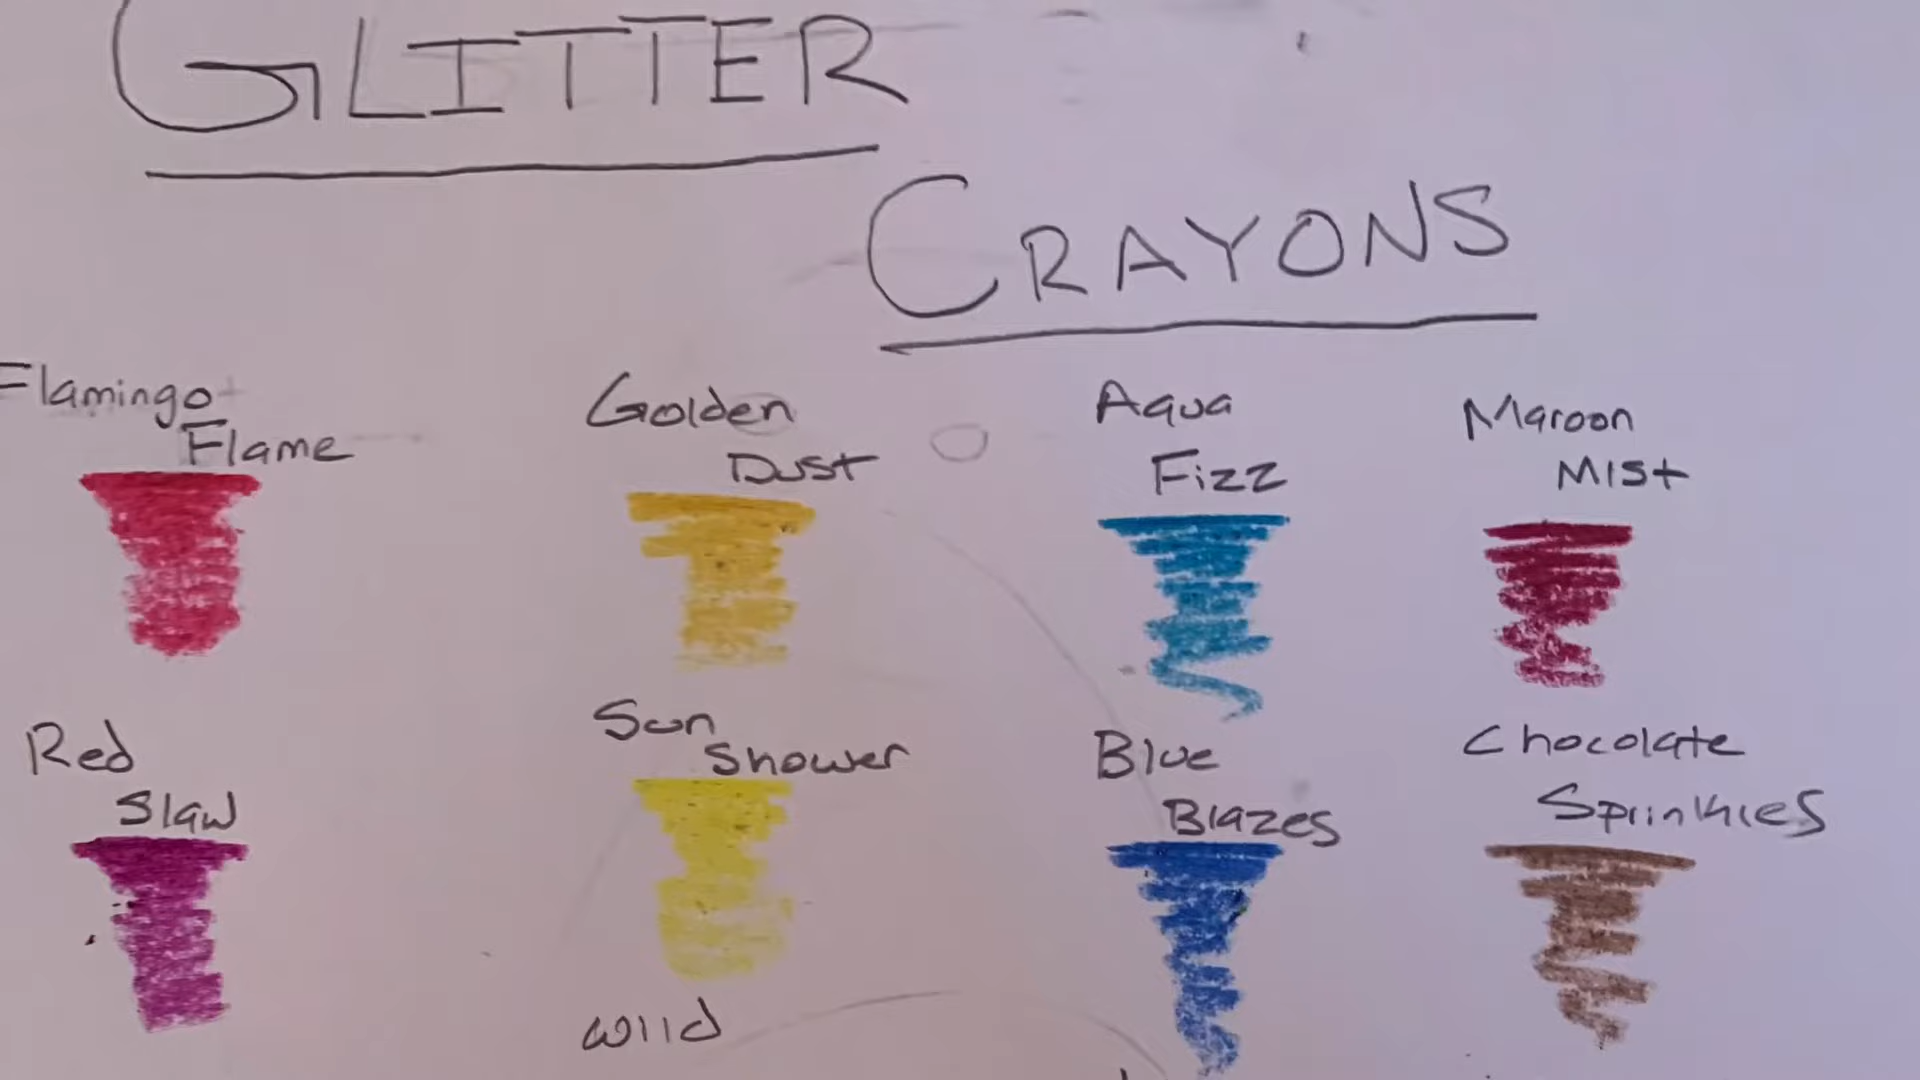 GLITTER
CRAYONS
Flamingo
Flame
Golden
Dust
Aqua
Fizz
Maroon
Mist
Red
Slaw
Sun
Shower
Blue
Blazes
Chocolate
Sprinkles
Wild